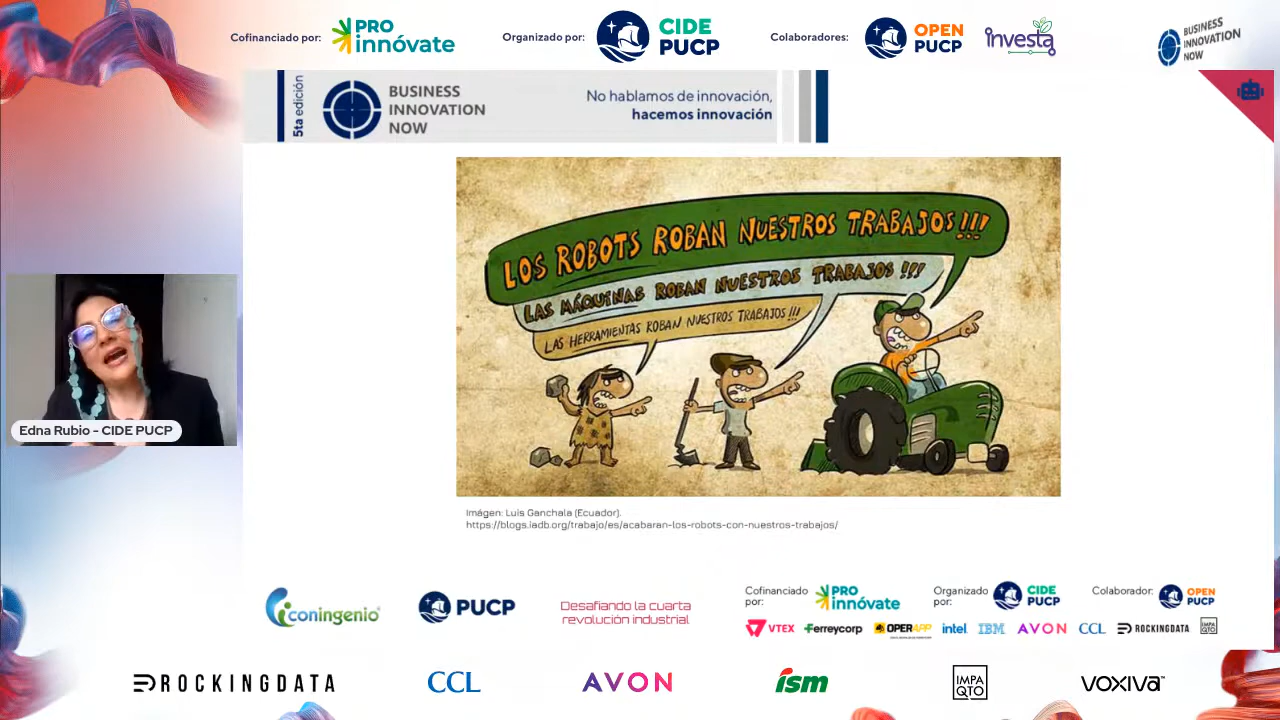 Cofinanciado por:
PRO
innóvate
Organizado por:
CIDE
PUCP
Colaboradores:
OPEN
PUCP
investa
BUSINESS
INNOVATION
NOW
5ta edición
BUSINESS
INNOVATION
NOW
No hablamos de innovación,
hacemos innovación
LOS ROBOTS ROBAN NUESTROS TRABAJOS!!!
LAS MÁQUINAS ROBAN NUESTROS TRABAJOS!!!
LAS HERRAMIENTAS ROBAN NUESTROS TRABAJOS!!!
Edna Rubio - CIDE PUCP
Imágen: Luis Ganchala (Ecuador).
https://blogs.iadb.org/trabajo/es/acabaran-los-robots-con-nuestros-trabajos/
coningenio
PUCP
Desafiando la cuarta
revolución industrial
Cofinanciado
por:
PRO
innóvate
Organizado
por:
CIDE
PUCP
Colaborador:
OPEN
PUCP
VTEX
Ferreycorp
OPERAPP
intel
IBM
AVON
CCL
ROCKINGDATA
IMPA
QTO
ROCKINGDATA
CCL
AVON
ism
IMPA
QTO
VOXIVA